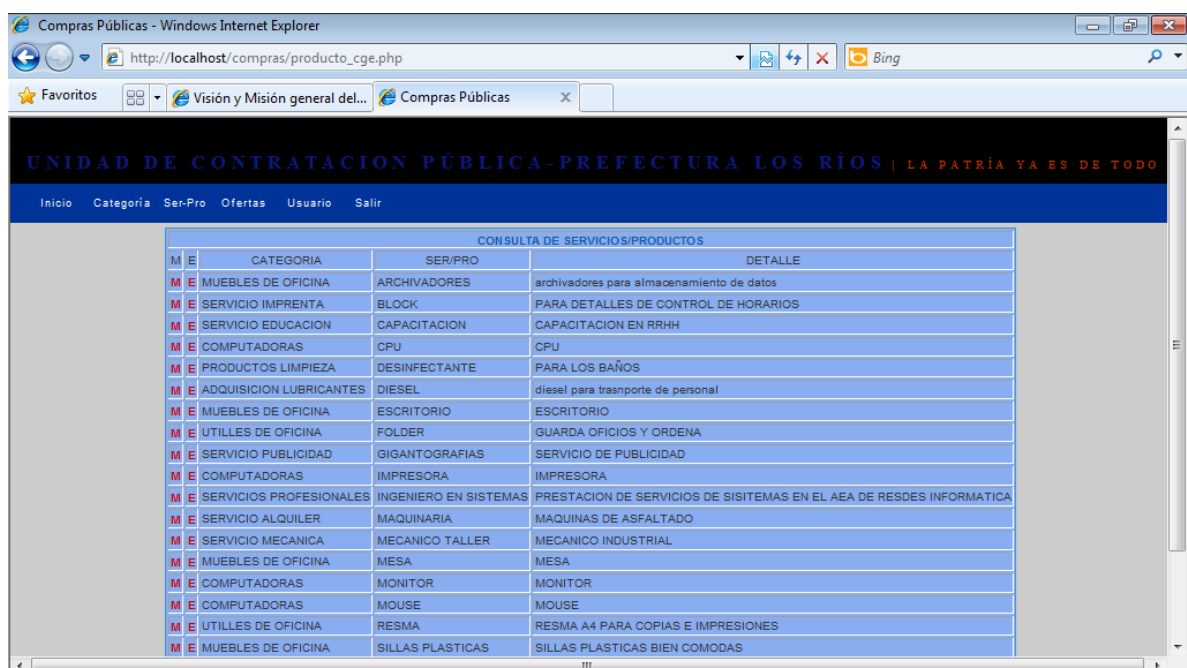 Compras Públicas - Windows Internet Explorer
http://localhost/compras/producto_cge.php
Bing
Favoritos
Visión y Misión general del...
Compras Públicas
UNIDAD DE CONTRATACION PÚBLICA-PREFECTURA LOS RÍOS | LA PATRÍA YA ES DE TODO
Inicio Categoría Ser-Pro Ofertas Usuario Salir
CONSULTA DE SERVICIOS/PRODUCTOS
M E CATEGORIA SER/PRO DETALLE
M E MUEBLES DE OFICINA ARCHIVADORES archivadores para almacenamiento de datos
M E SERVICIO IMPRENTA BLOCK PARA DETALLES DE CONTROL DE HORARIOS
M E SERVICIO EDUCACION CAPACITACION CAPACITACION EN RRHH
M E COMPUTADORAS CPU CPU
M E PRODUCTOS LIMPIEZA DESINFECTANTE PARA LOS BAÑOS
M E ADQUISICION LUBRICANTES DIESEL diesel para trasnporte de personal
M E MUEBLES DE OFICINA ESCRITORIO ESCRITORIO
M E UTILLES DE OFICINA FOLDER GUARDA OFICIOS Y ORDENA
M E SERVICIO PUBLICIDAD GIGANTOGRAFIAS SERVICIO DE PUBLICIDAD
M E COMPUTADORAS IMPRESORA IMPRESORA
M E SERVICIOS PROFESIONALES INGENIERO EN SISTEMAS PRESTACION DE SERVICIOS DE SISITEMAS EN EL AEA DE RESDES INFORMATICA
M E SERVICIO ALQUILER MAQUINARIA MAQUINAS DE ASFALTADO
M E SERVICIO MECANICA MECANICO TALLER MECANICO INDUSTRIAL
M E MUEBLES DE OFICINA MESA MESA
M E COMPUTADORAS MONITOR MONITOR
M E COMPUTADORAS MOUSE MOUSE
M E UTILLES DE OFICINA RESMA RESMA A4 PARA COPIAS E IMPRESIONES
M E MUEBLES DE OFICINA SILLAS PLASTICAS SILLAS PLASTICAS BIEN COMODAS